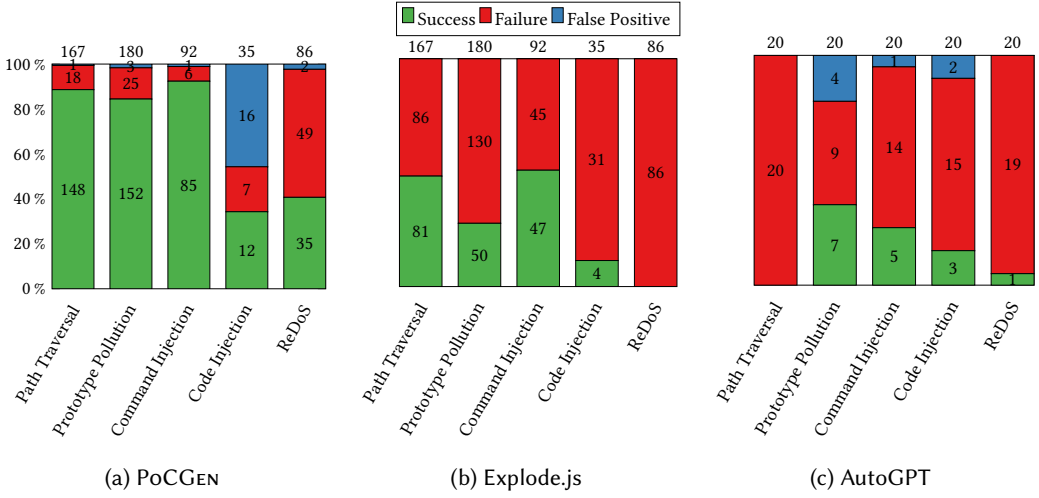 Success Failure False Positive
167 180 92 35 86
100 %
80 %
60 %
40 %
20 %
0 %
1 3 1 16 2
18 25 6 7 49
148 152 85 12 35
Path Traversal
Prototype Pollution
Command Injection
Code Injection
ReDoS
(a) PoCGen
167 180 92 35 86
86 130 45 31 86
81 50 47 4
Path Traversal
Prototype Pollution
Command Injection
Code Injection
ReDoS
(b) Explode.js
20 20 20 20 20
4 1 2
20 9 14 15 19
7 5 3 1
Path Traversal
Prototype Pollution
Command Injection
Code Injection
ReDoS
(c) AutoGPT